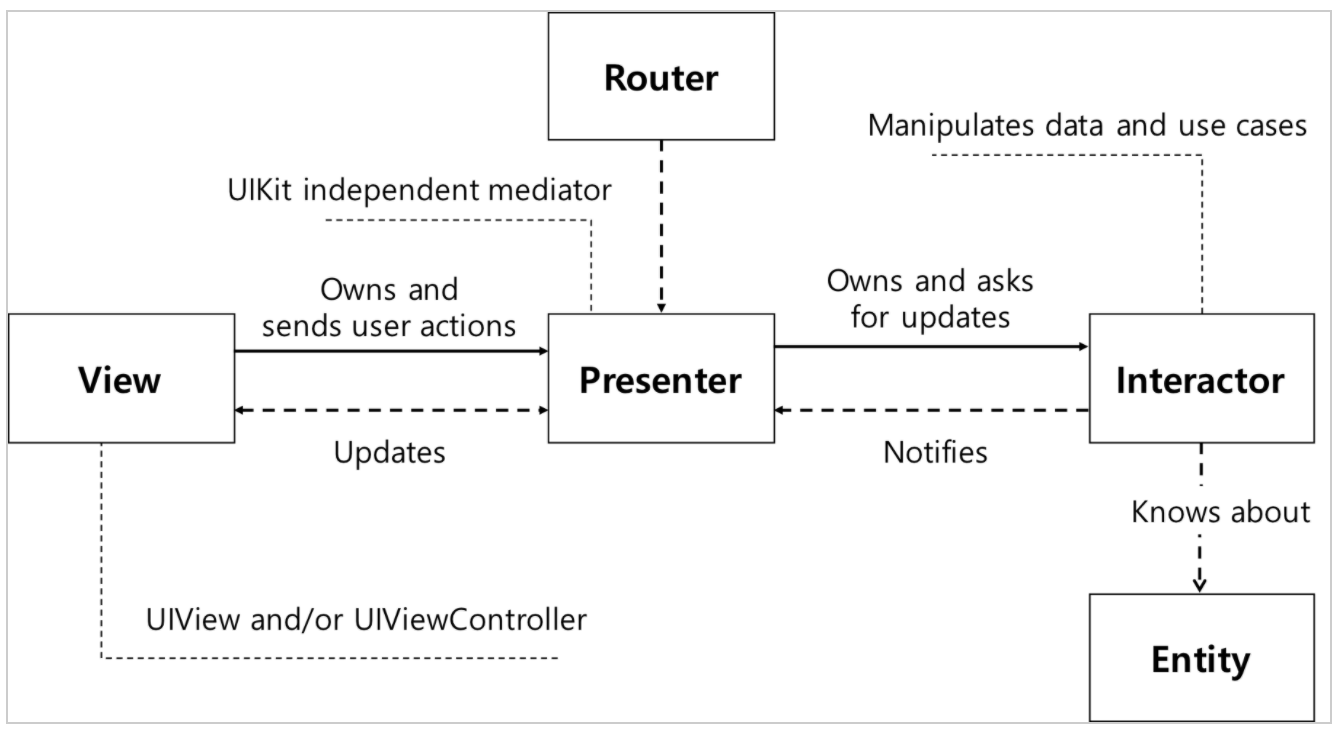 Router
Manipulates data and use cases
UIKit independent mediator
Owns and
sends user actions
Owns and asks
for updates
View
Presenter
Interactor
Updates
Notifies
Knows about
UIView and/or UIViewController
Entity